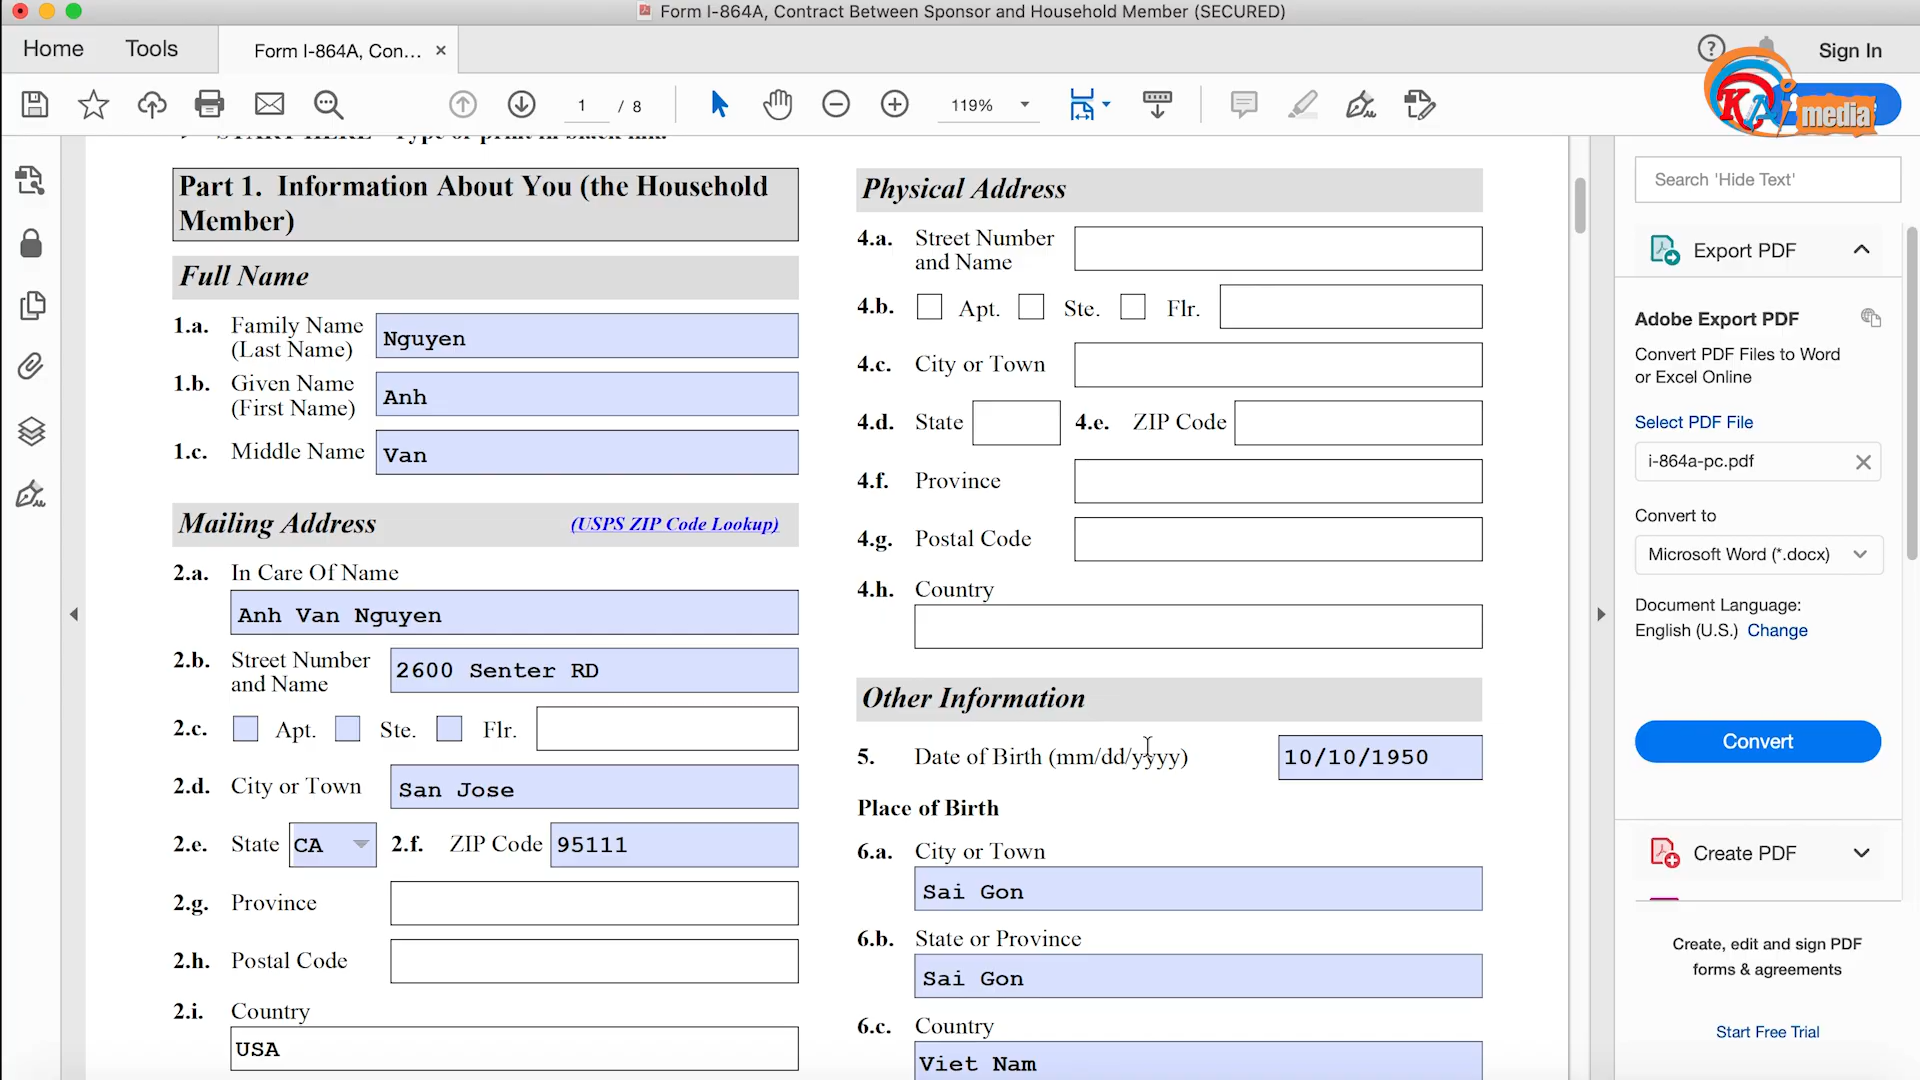 Form I-864A, Contract Between Sponsor and Household Member (SECURED)
Home
Tools
Form I-864A, Con... ×
?
Sign In
KA media
1 / 8
119%
START HERE - Type or print in black ink.
Part 1. Information About You (the Household
Member)
Full Name
1.a. Family Name
(Last Name)
Nguyen
1.b. Given Name
(First Name)
Anh
1.c. Middle Name
Van
Mailing Address
(USPS ZIP Code Lookup)
2.a. In Care Of Name
Anh Van Nguyen
2.b. Street Number
and Name
2600 Senter RD
2.c. Apt. Ste. Flr.
2.d. City or Town
San Jose
2.e. State CA 2.f. ZIP Code 95111
2.g. Province
2.h. Postal Code
2.i. Country
USA
Physical Address
4.a. Street Number
and Name
4.b. Apt. Ste. Flr.
4.c. City or Town
4.d. State 4.e. ZIP Code
4.f. Province
4.g. Postal Code
4.h. Country
Other Information
5. Date of Birth (mm/dd/yyyy) 10/10/1950
Place of Birth
6.a. City or Town
Sai Gon
6.b. State or Province
Sai Gon
6.c. Country
Viet Nam
Search 'Hide Text'
Export PDF
Adobe Export PDF
Convert PDF Files to Word
or Excel Online
Select PDF File
i-864a-pc.pdf
Convert to
Microsoft Word (*.docx)
Document Language:
English (U.S.) Change
Convert
Create PDF
Create, edit and sign PDF
forms & agreements
Start Free Trial